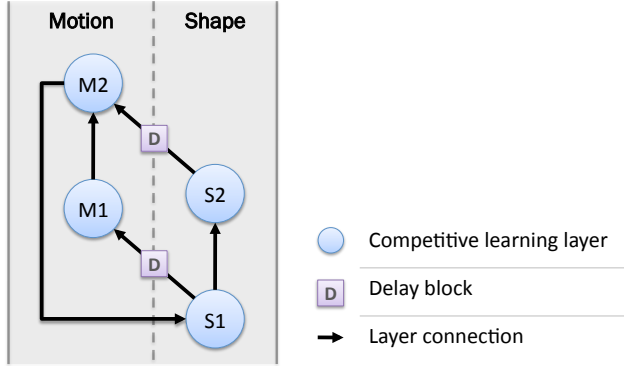 Motion Shape
M2
D
S2
M1
D
S1
Competitive learning layer
D Delay block
Layer connection